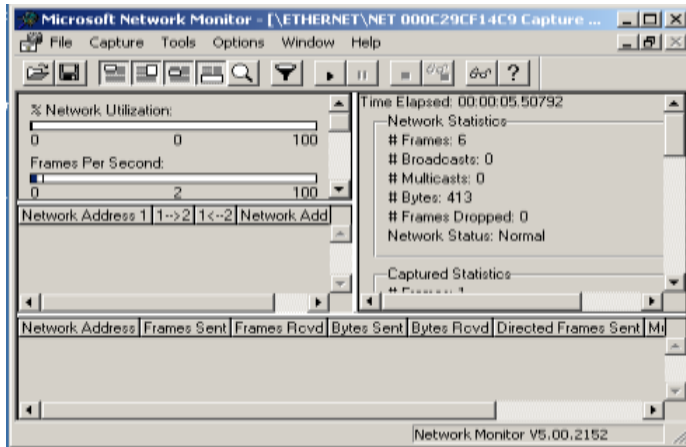 Microsoft Network Monitor - [\ETHERNET\NET 000C29CF14C9 Capture ...
File Capture Tools Options Window Help
% Network Utilization:
0 0 100
Frames Per Second:
0 2 100
Network Address 1 1-->2 1<--2 Network Add
Time Elapsed: 00:00:05.50792
Network Statistics
# Frames: 6
# Broadcasts: 0
# Multicasts: 0
# Bytes: 413
# Frames Dropped: 0
Network Status: Normal
Captured Statistics
# Frames: 1
Network Address Frames Sent Frames Rcvd Bytes Sent Bytes Rcvd Directed Frames Sent Mu
Network Monitor V5.00.2152